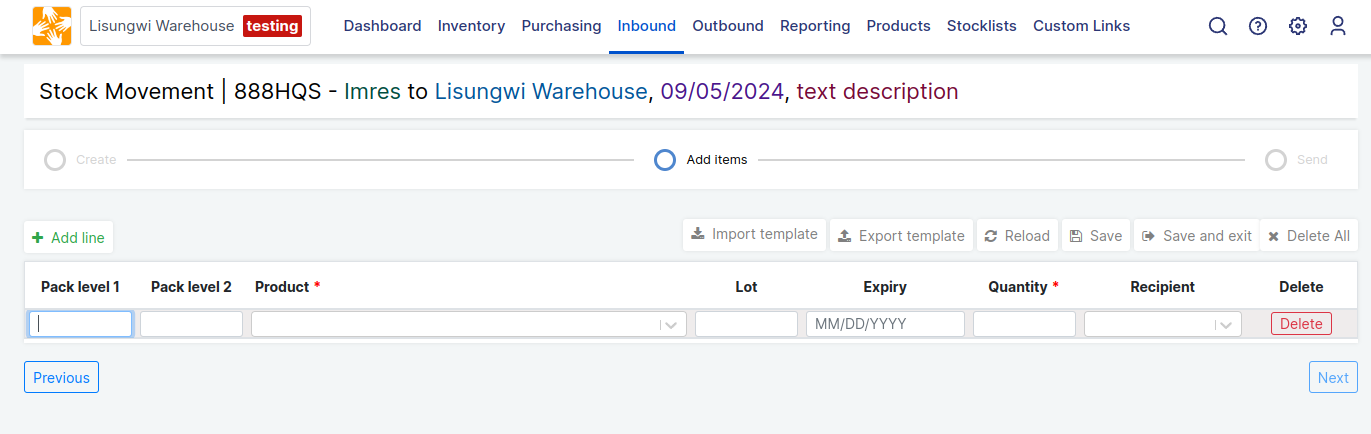 Lisungwi Warehouse testing Dashboard Inventory Purchasing Inbound Outbound Reporting Products Stocklists Custom Links
Stock Movement | 888HQS - Imres to Lisungwi Warehouse, 09/05/2024, text description
Create Add items Send
Add line Import template Export template Reload Save Save and exit Delete All
Pack level 1 Pack level 2 Product * Lot Expiry Quantity * Recipient Delete
MM/DD/YYYY Delete
Previous Next